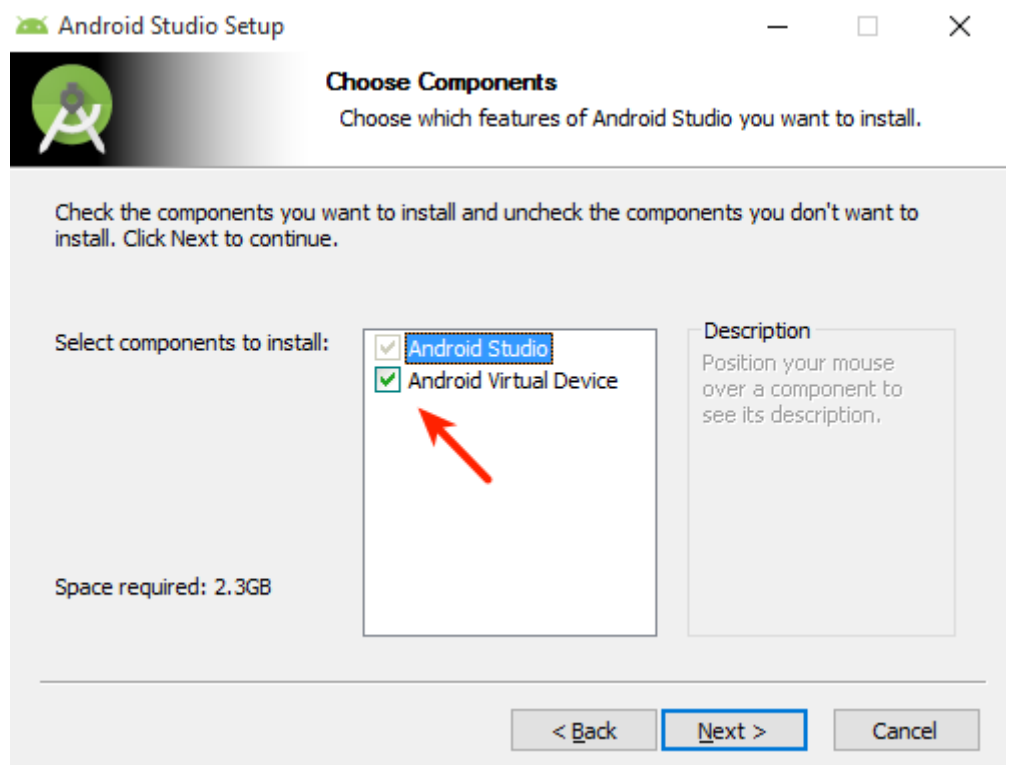 Android Studio Setup
Choose Components
Choose which features of Android Studio you want to install.
Check the components you want to install and uncheck the components you don't want to
install. Click Next to continue.
Select components to install:
Android Studio
Android Virtual Device
Description
Position your mouse
over a component to
see its description.
Space required: 2.3GB
< Back
Next >
Cancel